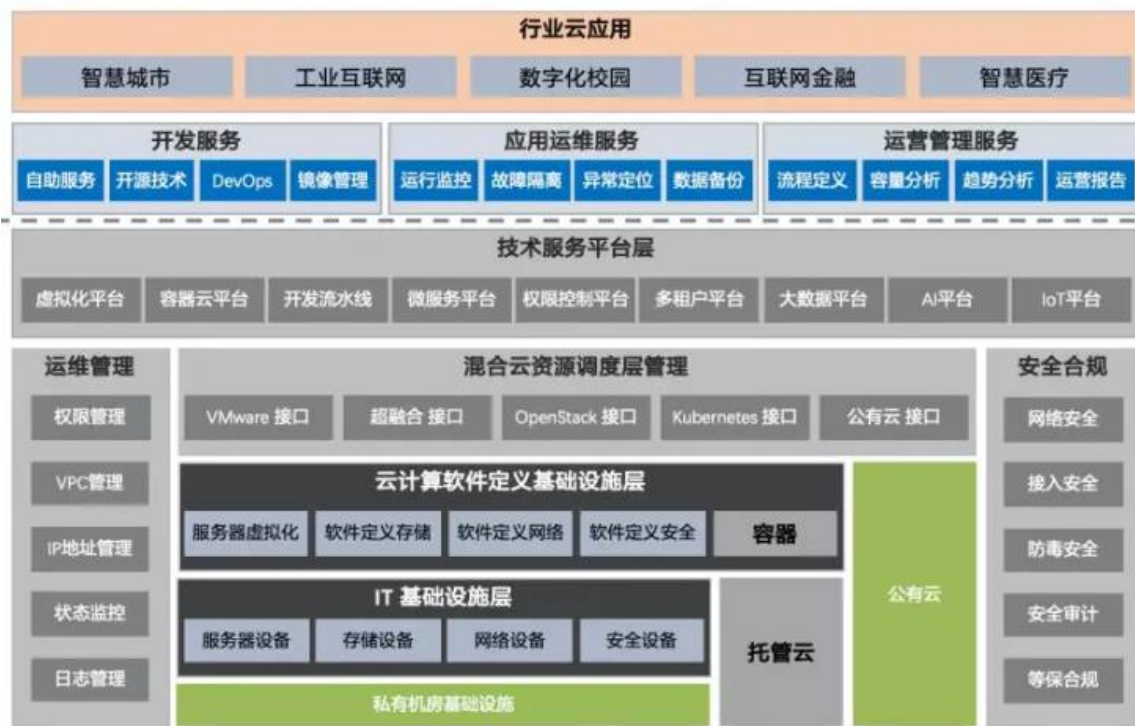 行业云应用
智慧城市 工业互联网 数字化校园 互联网金融 智慧医疗
开发服务 应用运维服务 运营管理服务
自助服务 开源技术 DevOps 镜像管理 运行监控 故障隔离 异常定位 数据备份 流程定义 容量分析 趋势分析 运营报告
技术服务平台层
虚拟化平台 容器云平台 开发流水线 微服务平台 权限控制平台 多租户平台 大数据平台 AI平台 IoT平台
运维管理
权限管理
VPC管理
IP地址管理
状态监控
日志管理
混合云资源调度层管理
VMware 接口 超融合 接口 OpenStack 接口 Kubernetes 接口 公有云 接口
云计算软件定义基础设施层
服务器虚拟化 软件定义存储 软件定义网络 软件定义安全 容器
IT 基础设施层
服务器设备 存储设备 网络设备 安全设备
私有机房基础设施
托管云
公有云
安全合规
网络安全
接入安全
防毒安全
安全审计
等保合规